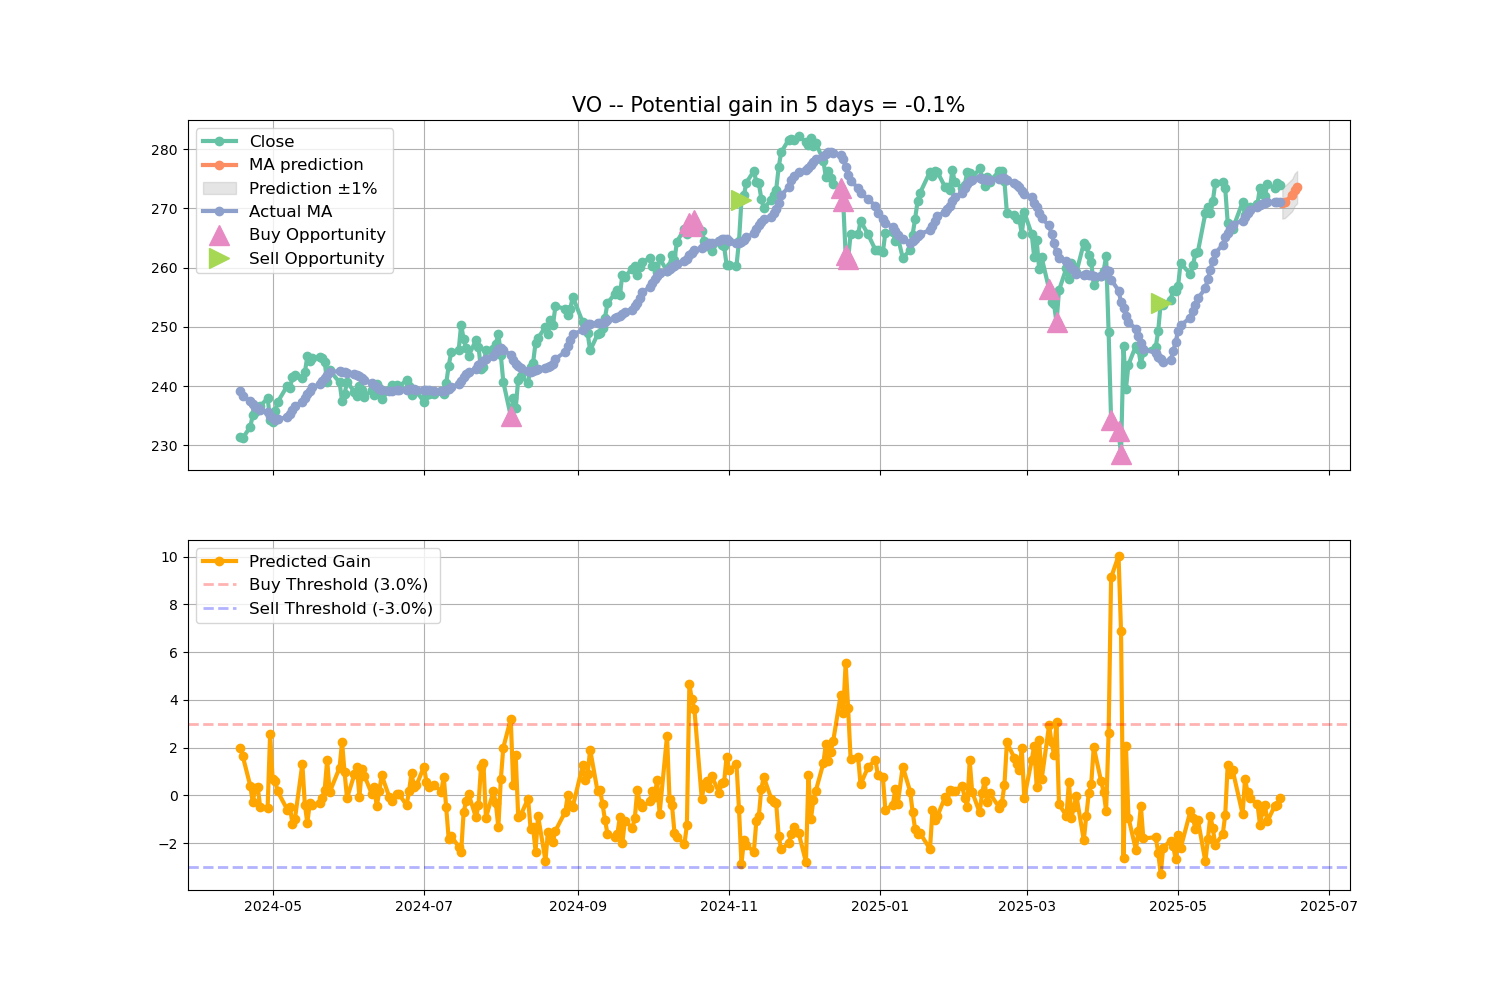 VO -- Potential gain in 5 days = -0.1%
Close
MA prediction
Prediction ±1%
Actual MA
Buy Opportunity
Sell Opportunity
280
270
260
250
240
230
Predicted Gain
Buy Threshold (3.0%)
Sell Threshold (-3.0%)
10
8
6
4
2
0
−2
2024-05 2024-07 2024-09 2024-11 2025-01 2025-03 2025-05 2025-07